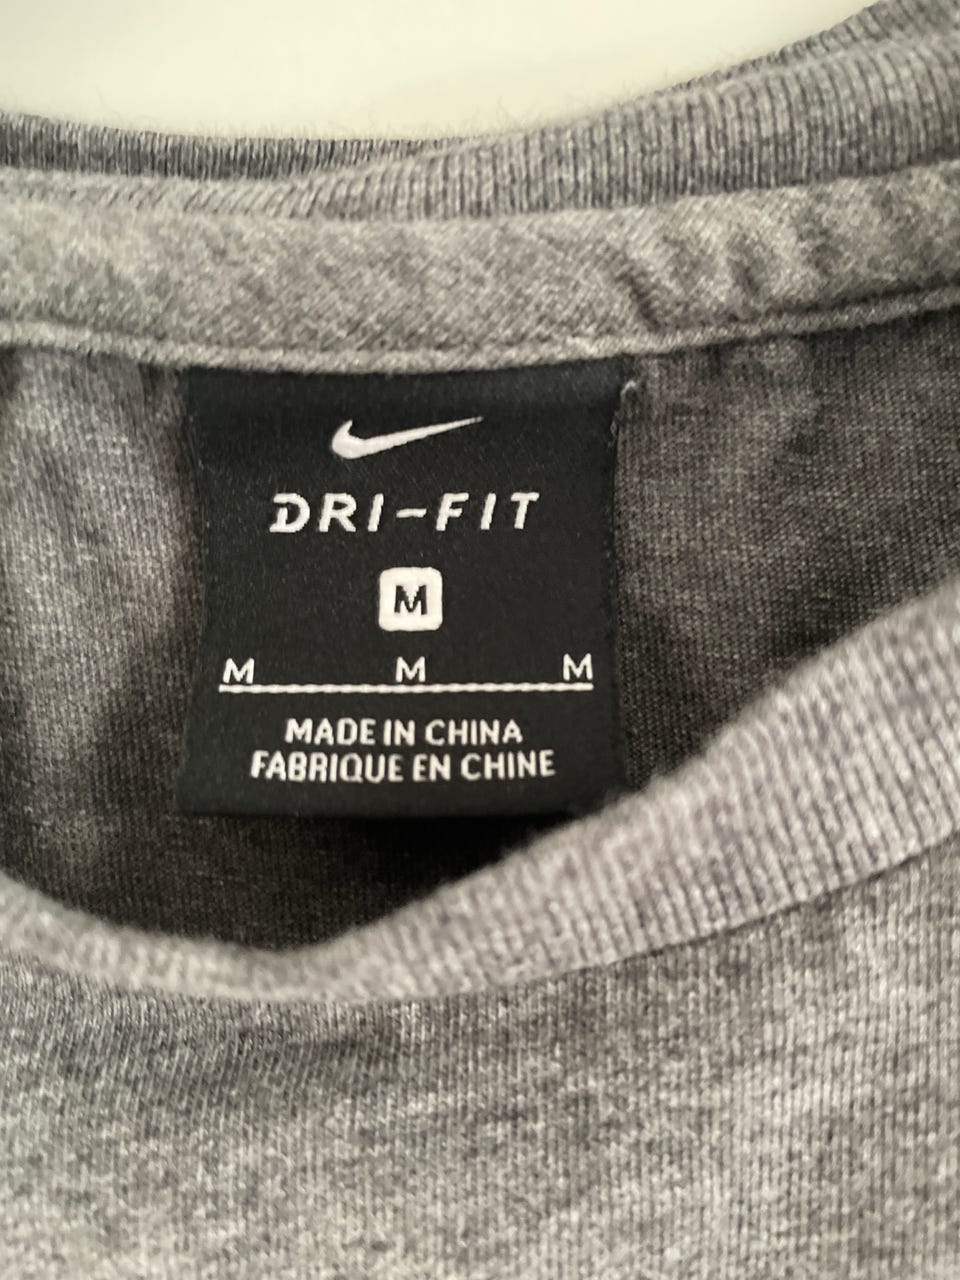 DRI-FIT
M
M M M
MADE IN CHINA
FABRIQUE EN CHINE